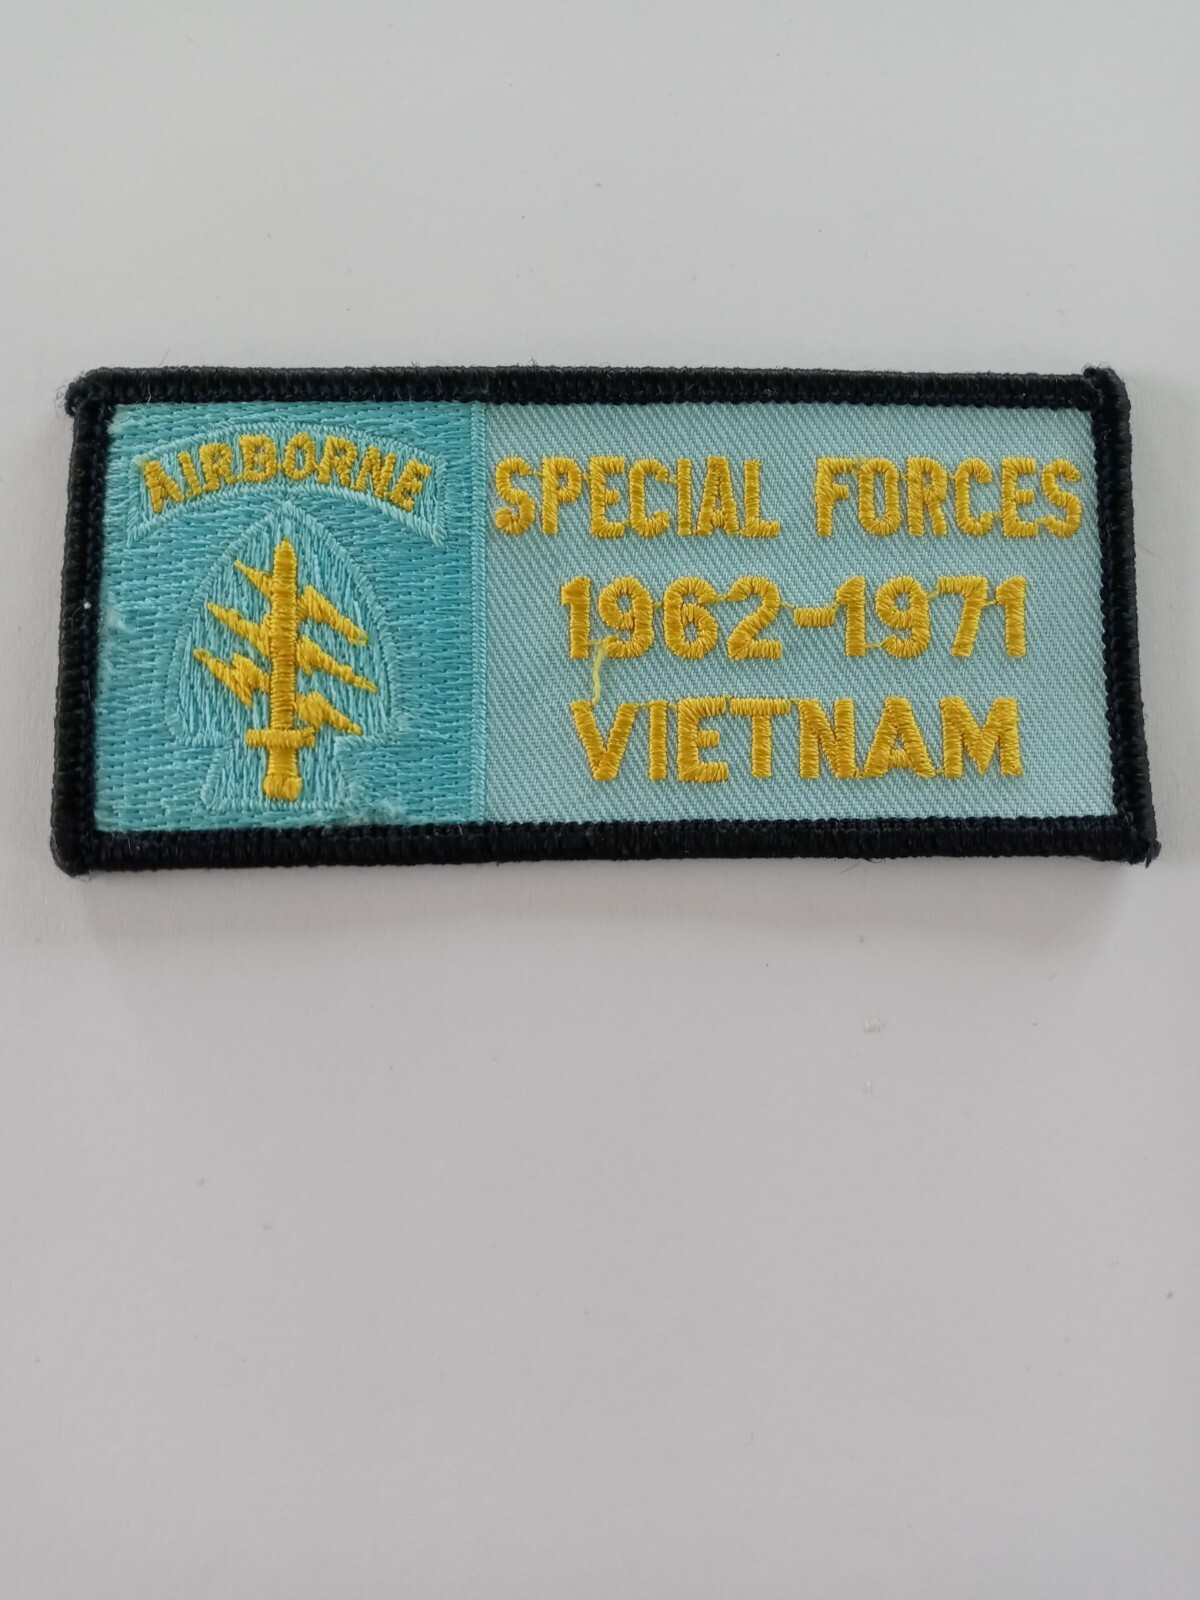 AIRBORNE
SPECIAL FORCES
1962-1971
VIETNAM